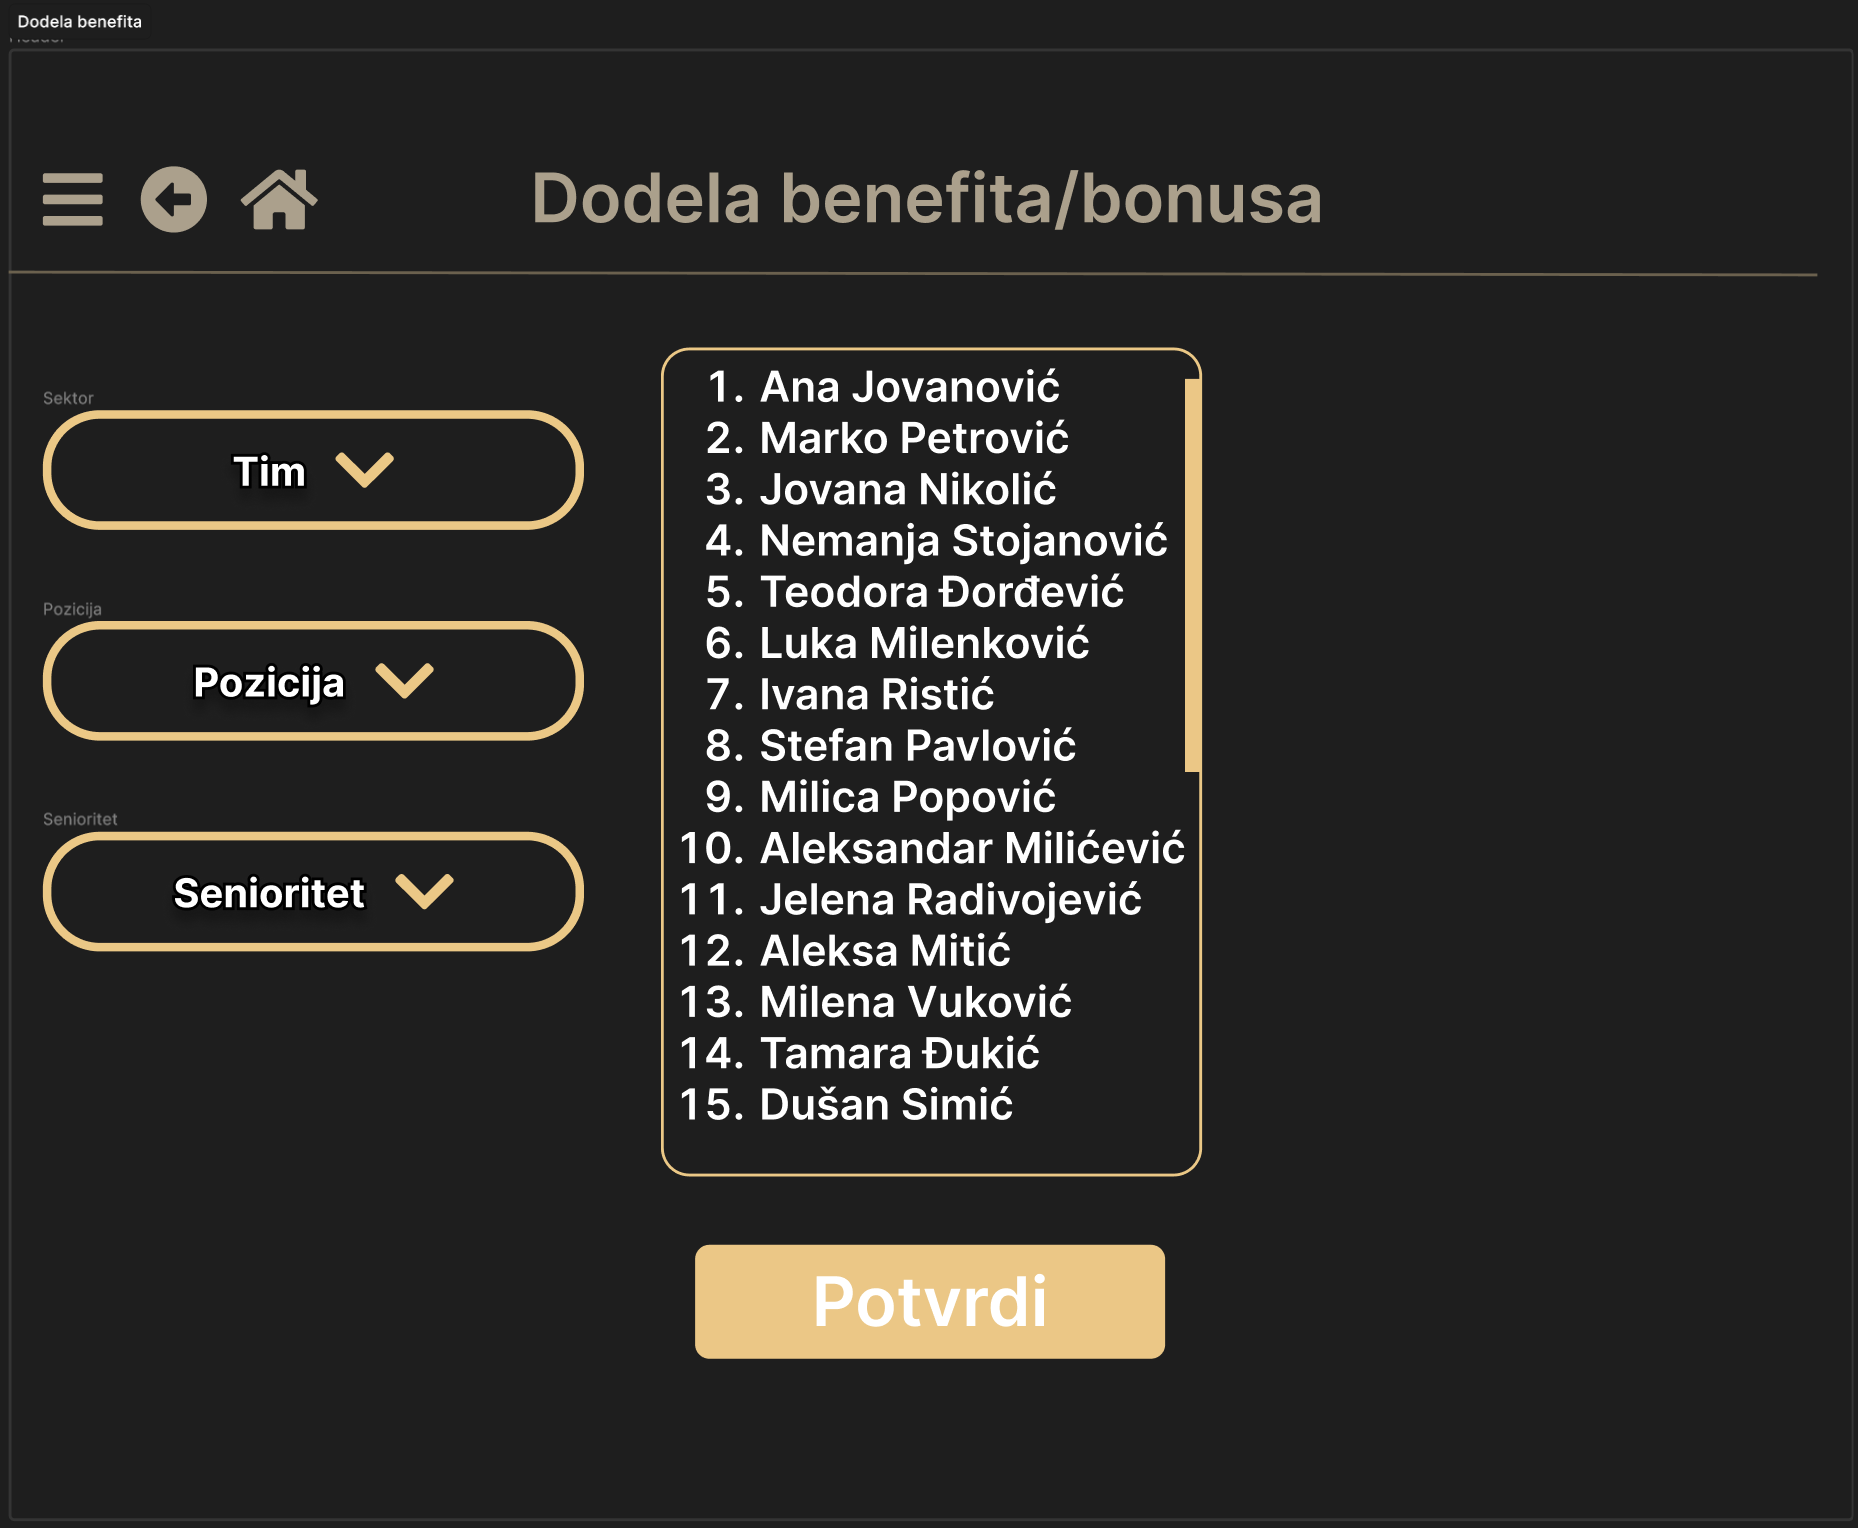 Dodela benefita
Header
Dodela benefita/bonusa
Sektor
Tim
Pozicija
Pozicija
Senioritet
Senioritet
1. Ana Jovanović
2. Marko Petrović
3. Jovana Nikolić
4. Nemanja Stojanović
5. Teodora Đorđević
6. Luka Milenković
7. Ivana Ristić
8. Stefan Pavlović
9. Milica Popović
10. Aleksandar Milićević
11. Jelena Radivojević
12. Aleksa Mitić
13. Milena Vuković
14. Tamara Đukić
15. Dušan Simić
Potvrdi